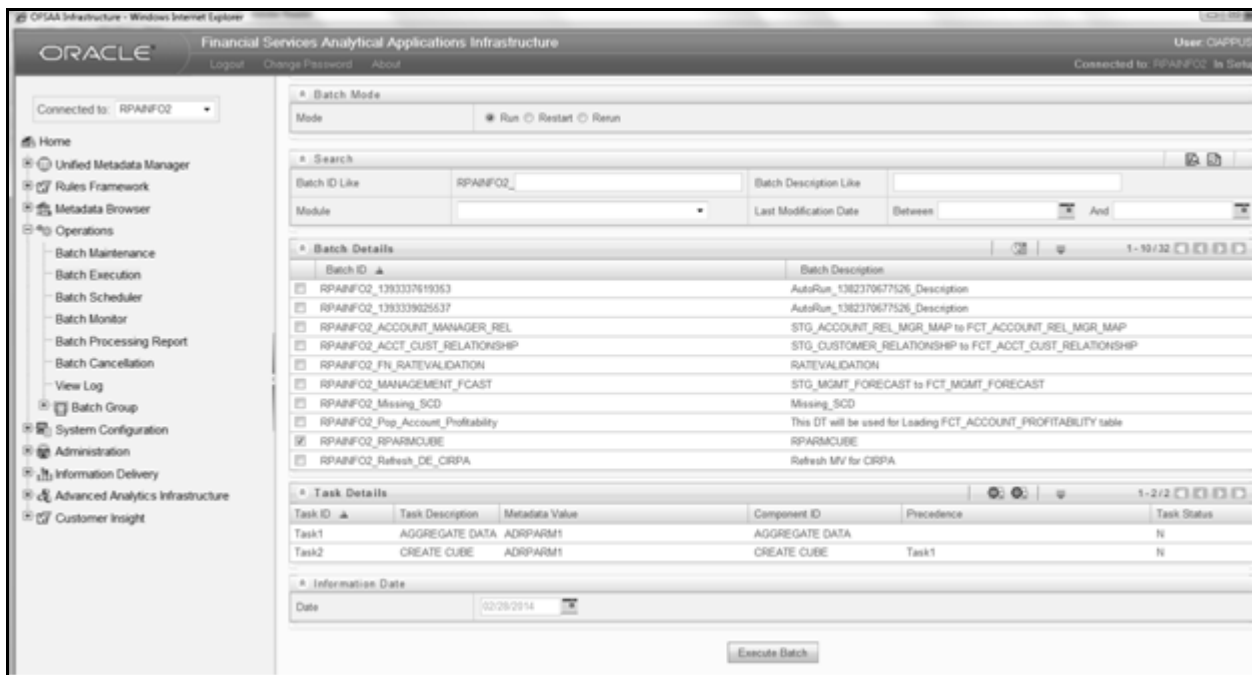 OFSAA Infrastructure - Windows Internet Explorer
ORACLE
Financial Services Analytical Applications Infrastructure
User: CIAPPUS
Logout Change Password About
Connected to: RPAINFO2 In Setu
Connected to: RPAINFO2
Home
Unified Metadata Manager
Rules Framework
Metadata Browser
Operations
Batch Maintenance
Batch Execution
Batch Scheduler
Batch Monitor
Batch Processing Report
Batch Cancellation
View Log
Batch Group
System Configuration
Administration
Information Delivery
Advanced Analytics Infrastructure
Customer Insight
Batch Mode
Mode Run Restart Rerun
Search
Batch ID Like RPAINFO2_ Batch Description Like
Module Last Modification Date Between And
Batch Details 1-10/32
Batch ID Batch Description
RPAINFO2_1393337619353 AutoRun_1382370677526_Description
RPAINFO2_1393339025537 AutoRun_1382370677526_Description
RPAINFO2_ACCOUNT_MANAGER_REL STG_ACCOUNT_REL_MGR_MAP to FCT_ACCOUNT_REL_MGR_MAP
RPAINFO2_ACCT_CUST_RELATIONSHIP STG_CUSTOMER_RELATIONSHIP to FCT_ACCT_CUST_RELATIONSHIP
RPAINFO2_FN_RATEVALIDATION RATEVALIDATION
RPAINFO2_MANAGEMENT_FCAST STG_MGMT_FORECAST to FCT_MGMT_FORECAST
RPAINFO2_Missing_SCD Missing_SCD
RPAINFO2_Pop_Account_Profitability This DT will be used for Loading FCT_ACCOUNT_PROFITABILITY table
RPAINFO2_RPARMCUBE RPARMCUBE
RPAINFO2_Refresh_DE_CIRPA Refresh MV for CIRPA
Task Details 1-2/2
Task ID Task Description Metadata Value Component ID Precedence Task Status
Task1 AGGREGATE DATA ADRPARM1 AGGREGATE DATA N
Task2 CREATE CUBE ADRPARM1 CREATE CUBE Task1 N
Information Date
Date 02/28/2014
Execute Batch